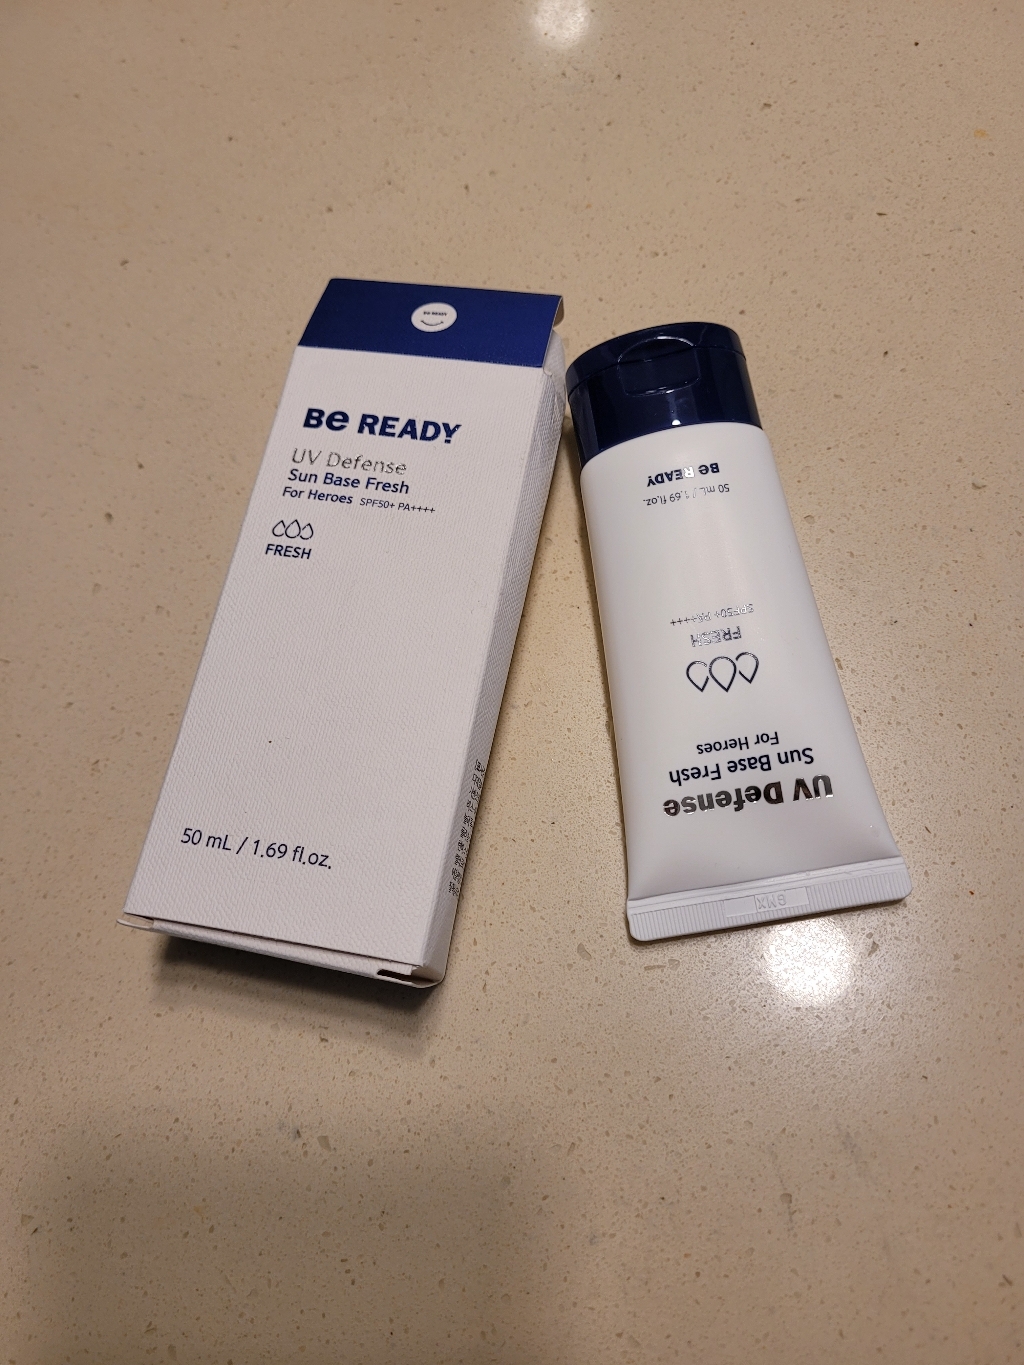 Be READY
Be READY
UV Defense
Sun Base Fresh
For Heroes SPF50+ PA++++
FRESH
50 mL / 1.69 fl.oz.
UV Defense
Sun Base Fresh
For Heroes
FRESH
SPF50+ PA++++
50 mL / 1.69 fl.oz.
Be READY